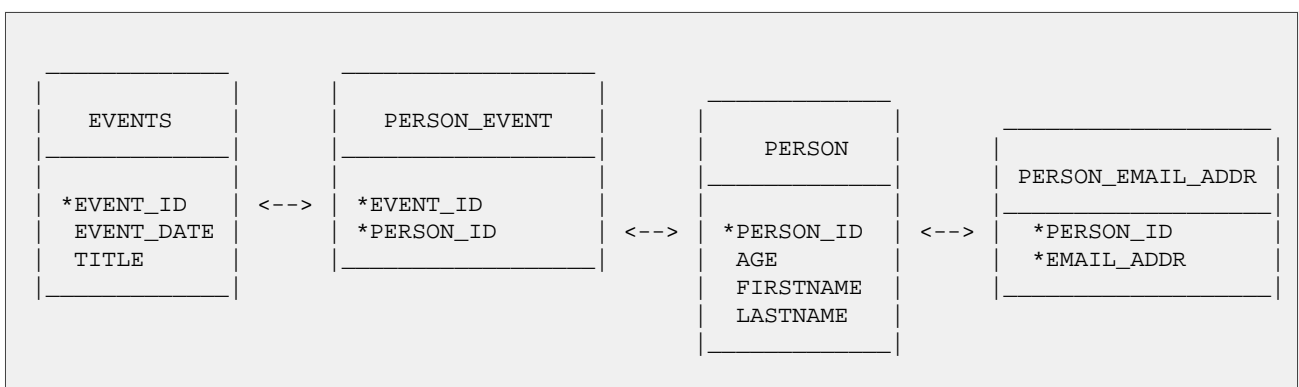 EVENTS
*EVENT_ID
EVENT_DATE
TITLE
<-->
PERSON_EVENT
*EVENT_ID
*PERSON_ID
<-->
PERSON
*PERSON_ID
AGE
FIRSTNAME
LASTNAME
<-->
PERSON_EMAIL_ADDR
*PERSON_ID
*EMAIL_ADDR